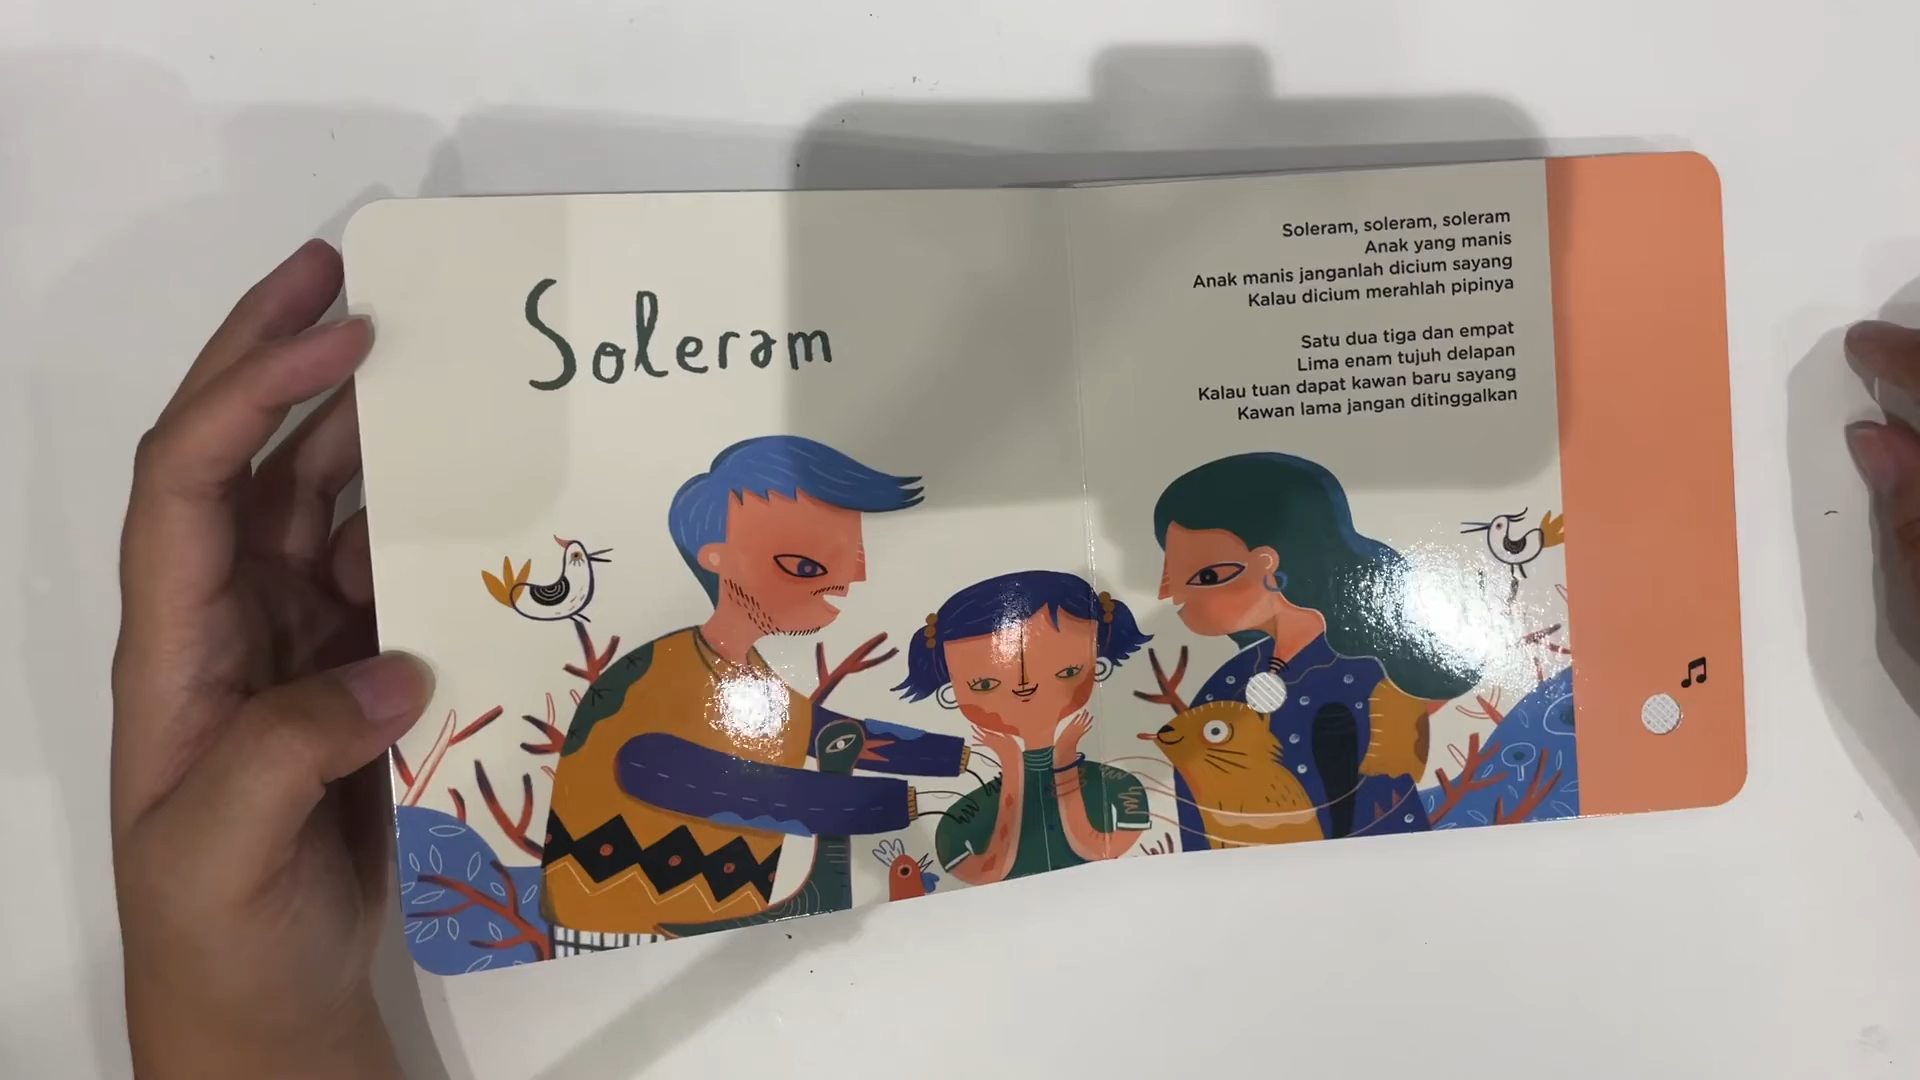 Soleram
Soleram, soleram, soleram
Anak yang manis
Anak manis janganlah dicium sayang
Kalau dicium merahlah pipinya
Satu dua tiga dan empat
Lima enam tujuh delapan
Kalau tuan dapat kawan baru sayang
Kawan lama jangan ditinggalkan